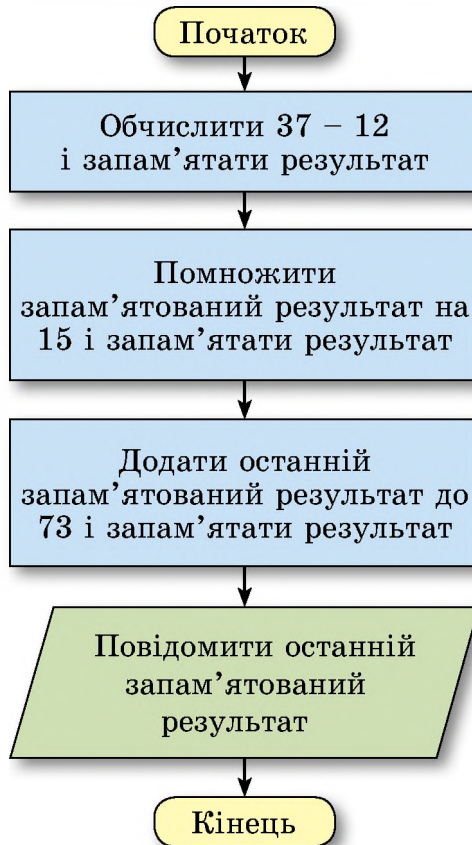 Початок
Обчислити 37 – 12
і запам’ятати результат
Помножити
запам’ятований результат на
15 і запам’ятати результат
Додати останній
запам’ятований результат до
73 і запам’ятати результат
Повідомити останній
запам’ятований
результат
Кінець